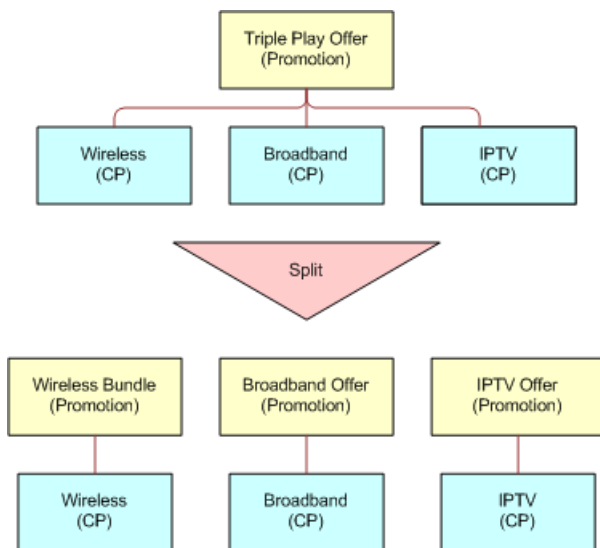 Triple Play Offer
(Promotion)
Wireless
(CP)
Broadband
(CP)
IPTV
(CP)
Split
Wireless Bundle
(Promotion)
Broadband Offer
(Promotion)
IPTV Offer
(Promotion)
Wireless
(CP)
Broadband
(CP)
IPTV
(CP)